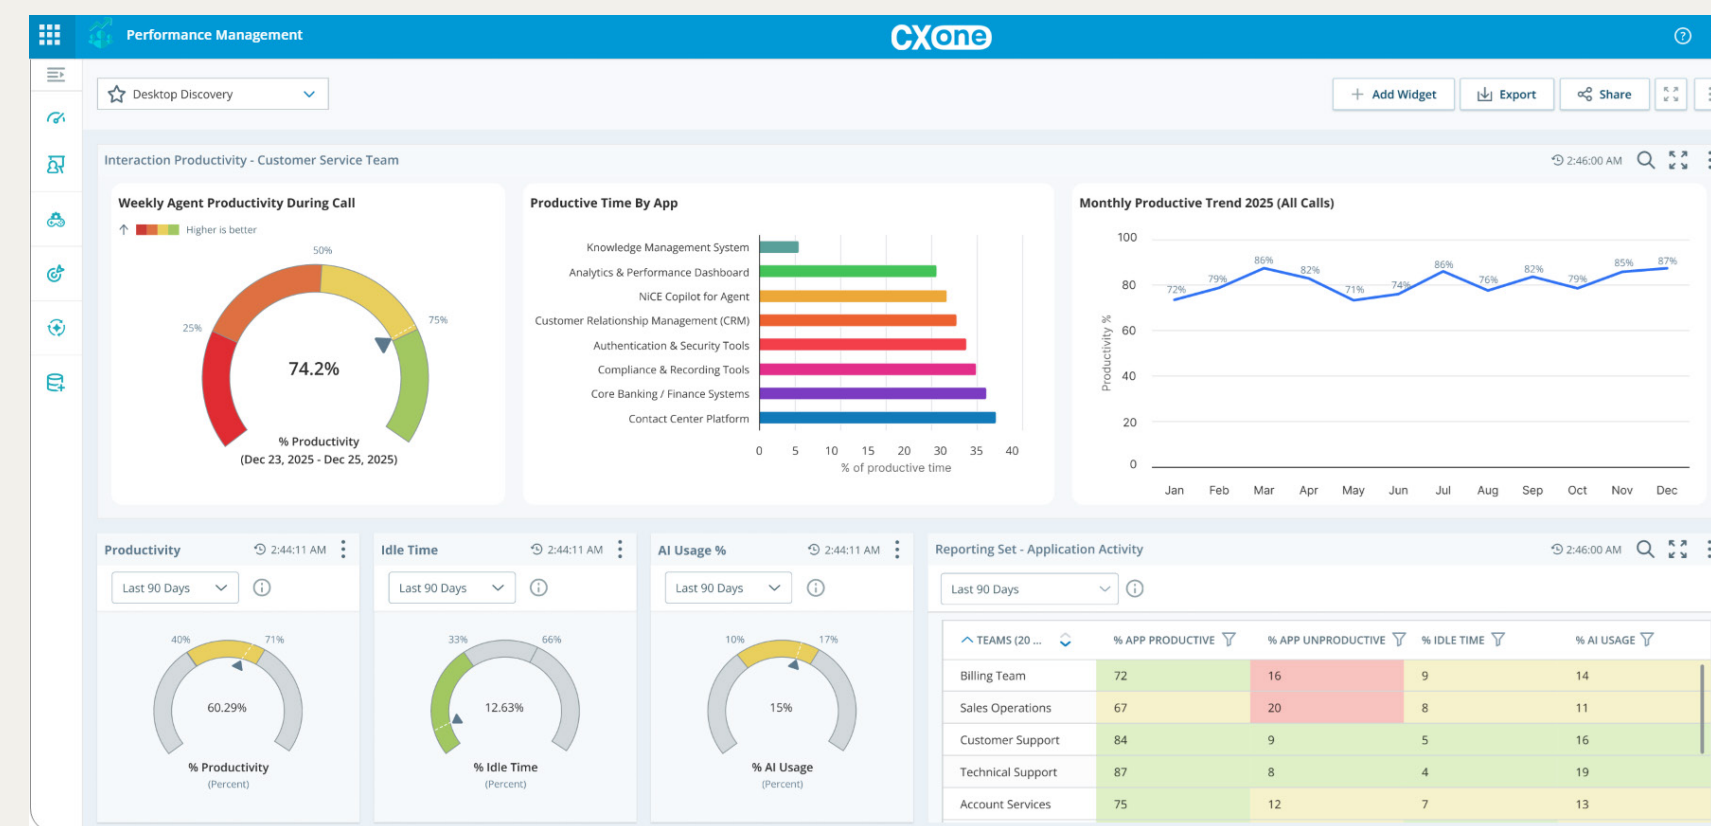 Performance Management
CXone
Desktop Discovery
Add Widget
Export
Share
Interaction Productivity - Customer Service Team
2:46:00 AM
Weekly Agent Productivity During Call
Higher is better
50%
25%
75%
74.2%
% Productivity
(Dec 23, 2025 - Dec 25, 2025)
Productive Time By App
Knowledge Management System
Analytics & Performance Dashboard
NiCE Copilot for Agent
Customer Relationship Management (CRM)
Authentication & Security Tools
Compliance & Recording Tools
Core Banking / Finance Systems
Contact Center Platform
0 5 10 15 20 30 35 40
% of productive time
Monthly Productive Trend 2025 (All Calls)
100
80
60
40
20
0
Productivity %
72% 79% 86% 82% 71% 74% 86% 76% 82% 79% 85% 87%
Jan Feb Mar Apr May Jun Jul Aug Sep Oct Nov Dec
Productivity 2:44:11 AM
Last 90 Days
40% 71%
60.29%
% Productivity
(Percent)
Idle Time 2:44:11 AM
Last 90 Days
33% 66%
12.63%
% Idle Time
(Percent)
AI Usage % 2:44:11 AM
Last 90 Days
10% 17%
15%
% AI Usage
(Percent)
Reporting Set - Application Activity 2:46:00 AM
Last 90 Days
TEAMS (20 ... % APP PRODUCTIVE % APP UNPRODUCTIVE % IDLE TIME % AI USAGE
Billing Team 72 16 9 14
Sales Operations 67 20 8 11
Customer Support 84 9 5 16
Technical Support 87 8 4 19
Account Services 75 12 7 13